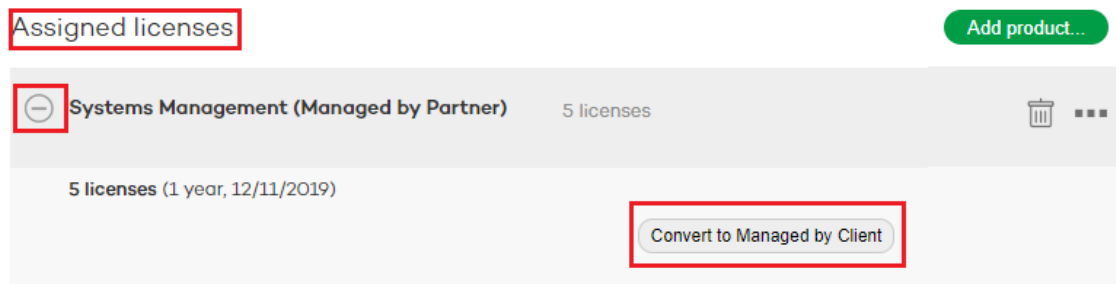 Assigned licenses
Add product...
Systems Management (Managed by Partner) 5 licenses
5 licenses (1 year, 12/11/2019)
Convert to Managed by Client